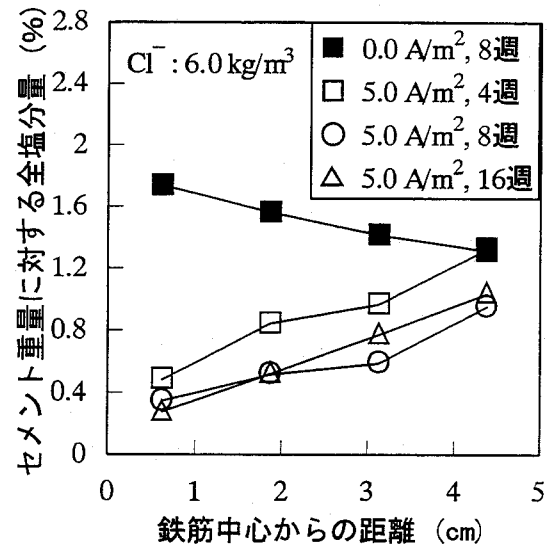 セメント重量に対する全塩分量 (%)
2.8
2.4
2
1.6
1.2
0.8
0.4
0
Cl⁻ : 6.0 kg/m³
0.0 A/m², 8週
5.0 A/m², 4週
5.0 A/m², 8週
5.0 A/m², 16週
0 1 2 3 4 5
鉄筋中心からの距離 (cm)